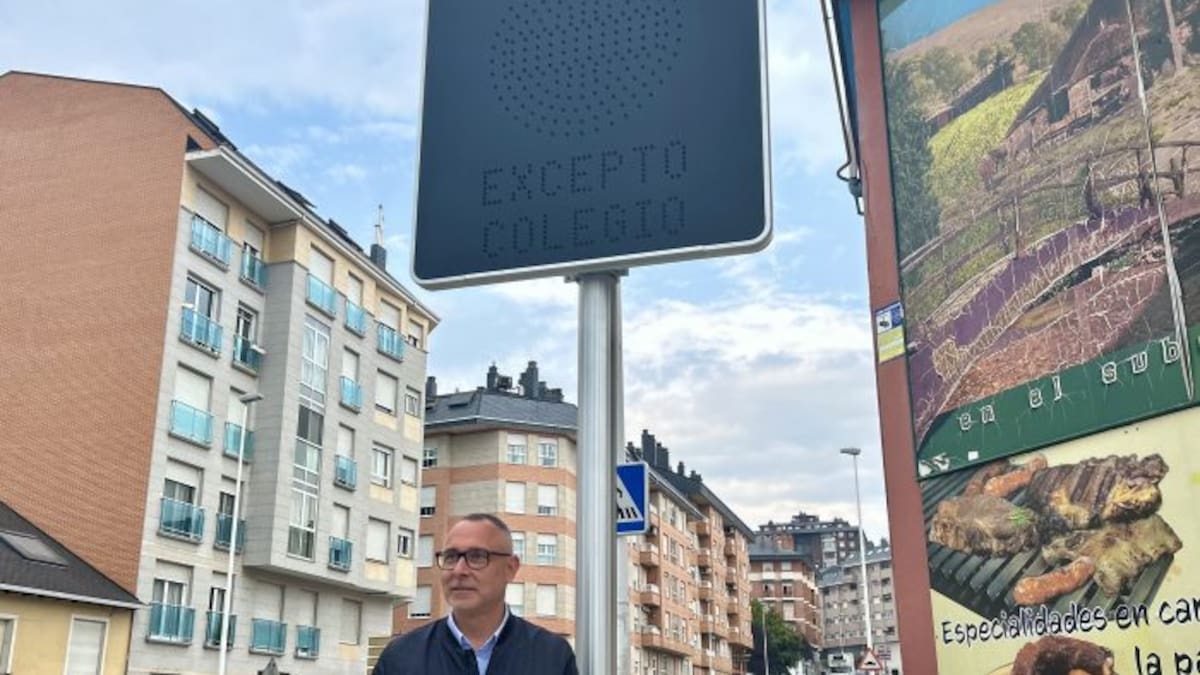 EXCEPTO
COLEGIO
en el sub
Especialidades en car
la pa